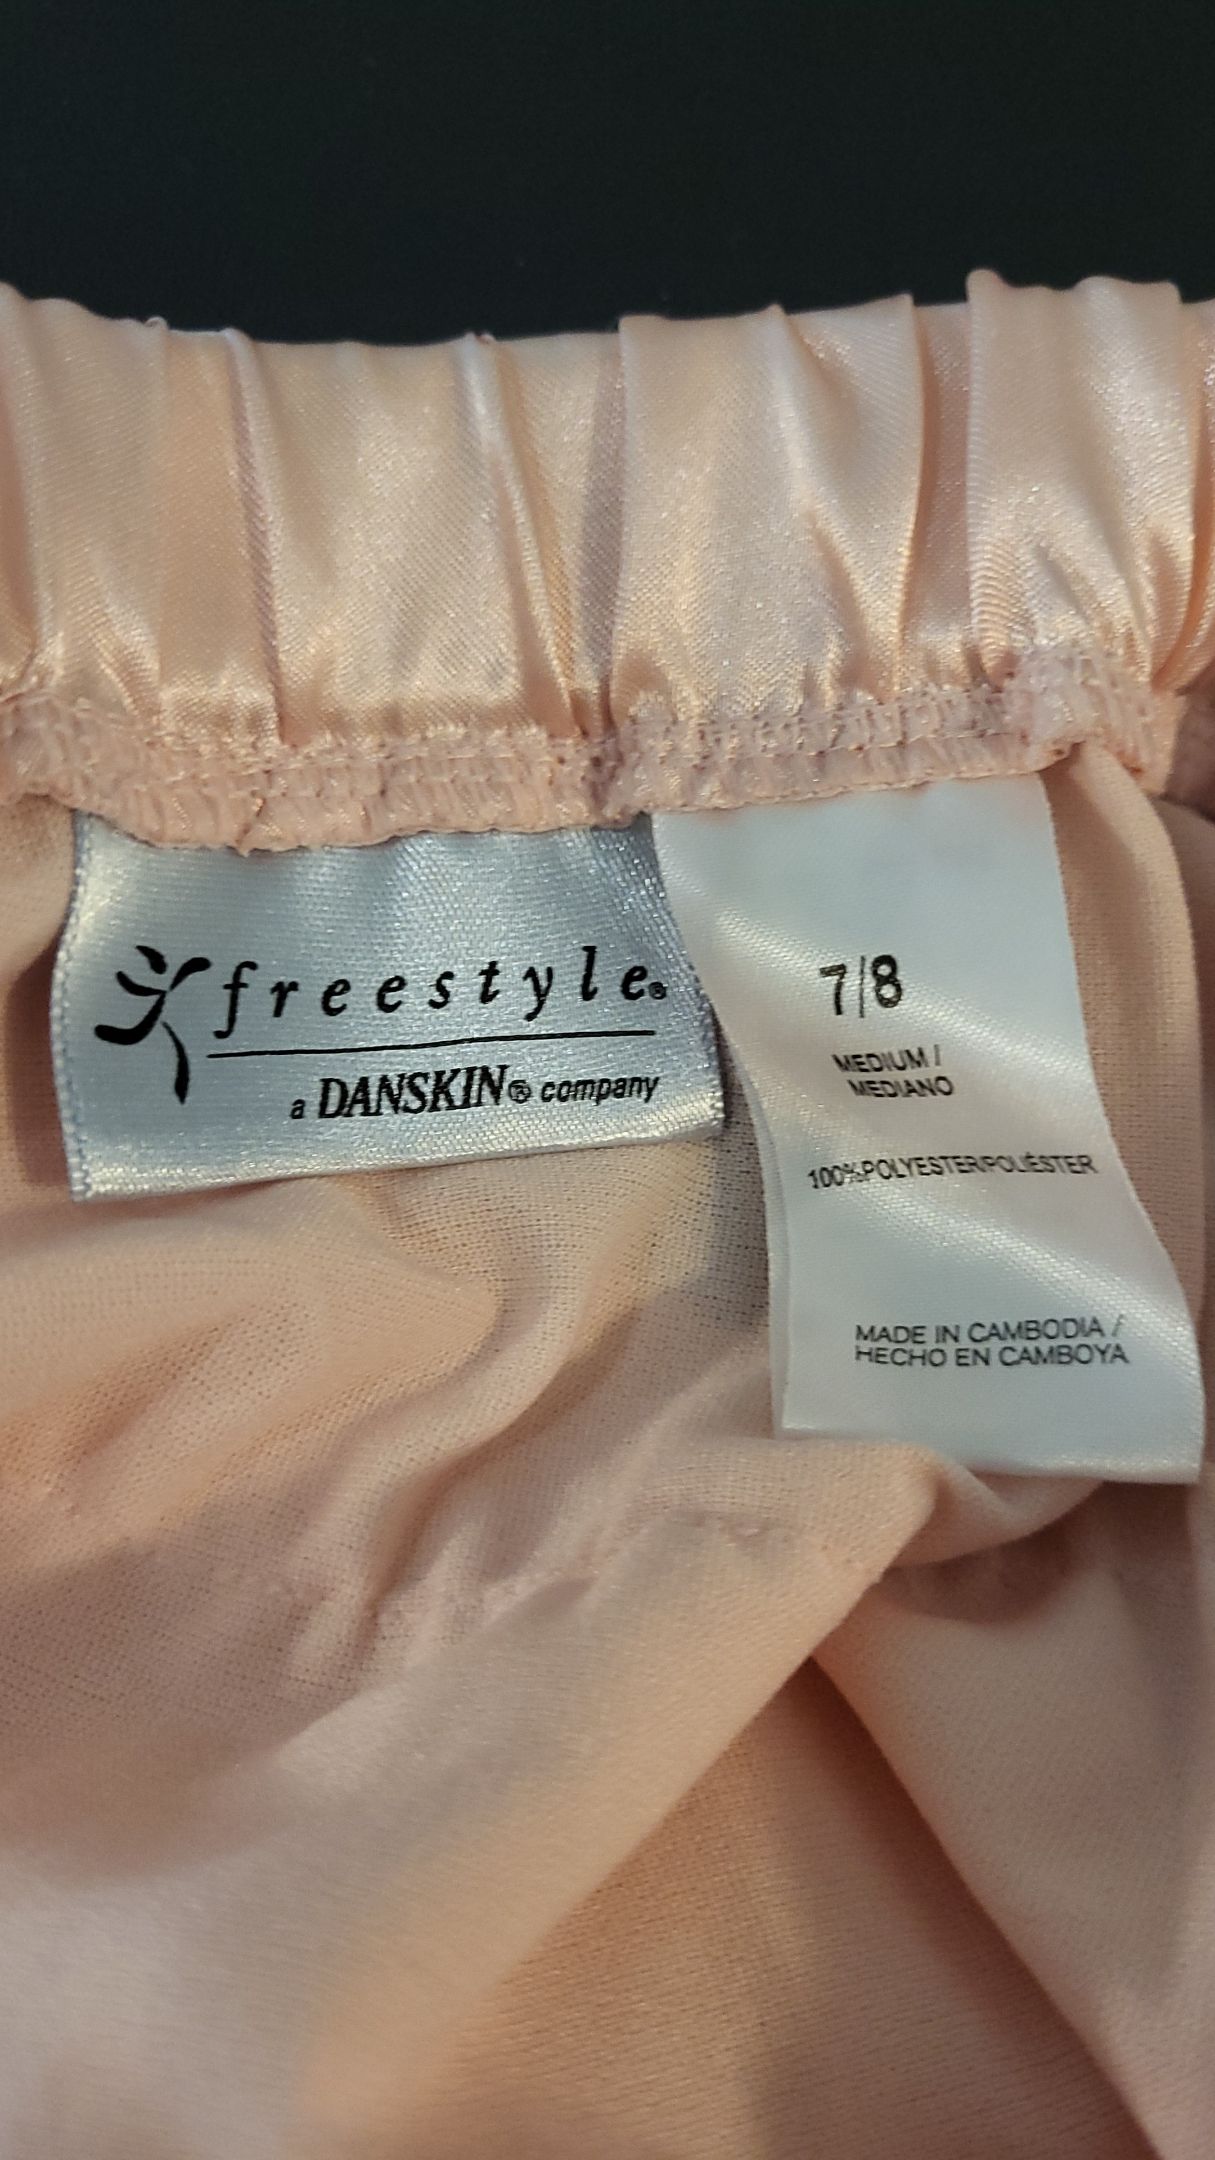 freestyle®
a DANSKIN® company
7/8
MEDIUM /
MEDIANO
100%POLYESTER/POLIÉSTER
MADE IN CAMBODIA /
HECHO EN CAMBOYA